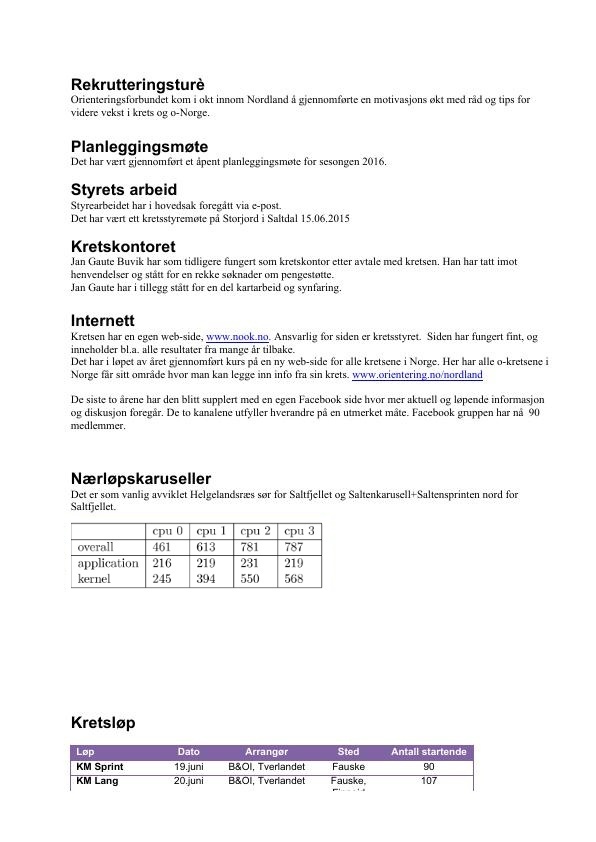 Rekrutteringsturè
Orienteringsforbundet kom i okt innom Nordland å gjennomførte en motivasjons økt med råd og tips for
videre vekst i krets og o-Norge.
Planleggingsmøte
Det har vært gjennomført et åpent planleggingsmøte for sesongen 2016.
Styrets arbeid
Styrearbeidet har i hovedsak foregått via e-post.
Det har vært ett kretsstyremøte på Storjord i Saltdal 15.06.2015
Kretskontoret
Jan Gaute Buvik har som tidligere fungert som kretskontor etter avtale med kretsen. Han har tatt imot
henvendelser og stått for en rekke søknader om pengestøtte.
Jan Gaute har i tillegg stått for en del kartarbeid og synfaring.
Internett
Kretsen har en egen web-side, www.nook.no. Ansvarlig for siden er kretsstyret.  Siden har fungert fint, og
inneholder bl.a. alle resultater fra mange år tilbake.
Det har i løpet av året gjennomført kurs på en ny web-side for alle kretsene i Norge. Her har alle o-kretsene i
Norge får sitt område hvor man kan legge inn info fra sin krets. www.orientering.no/nordland
De siste to årene har den blitt supplert med en egen Facebook side hvor mer aktuell og løpende informasjon
og diskusjon foregår. De to kanalene utfyller hverandre på en utmerket måte. Facebook gruppen har nå  90
medlemmer.
Nærløpskaruseller
Det er som vanlig avviklet Helgelandsræs sør for Saltfjellet og Saltenkarusell+Saltensprinten nord for
Saltfjellet.
cpu 0 cpu 1 cpu 2 cpu 3
overall 461 613 781 787
application 216 219 231 219
kernel 245 394 550 568
Kretsløp
Løp Dato Arrangør Sted Antall startende
KM Sprint 19.juni B&OI, Tverlandet Fauske 90
KM Lang 20.juni B&OI, Tverlandet Fauske, 107